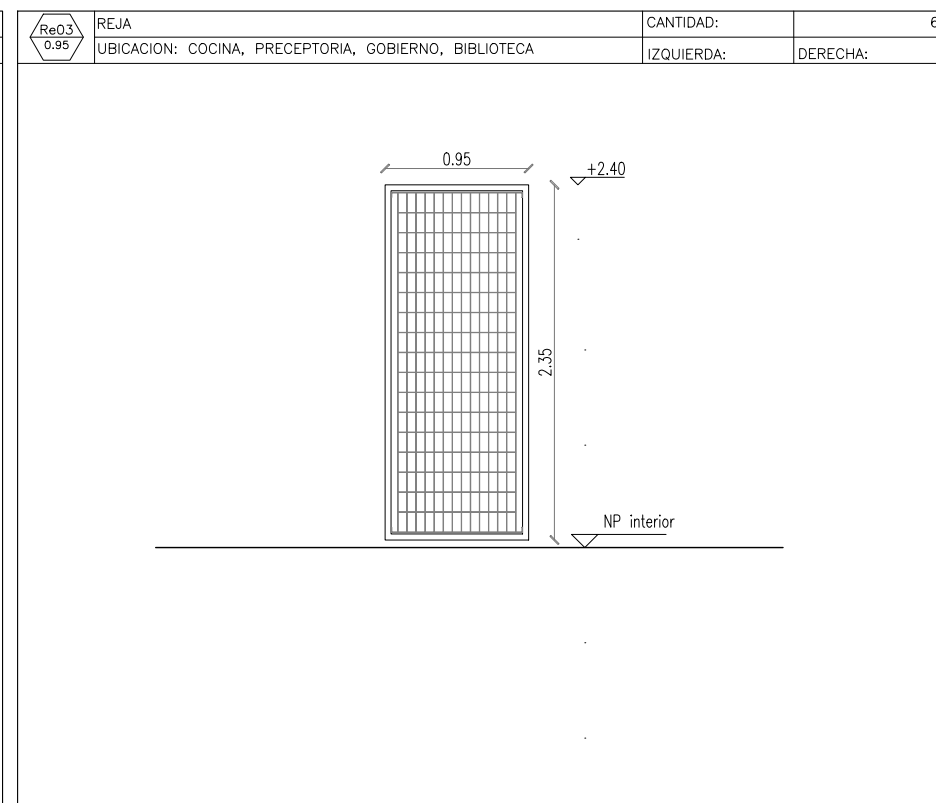 Re03
0.95
REJA
CANTIDAD: 6
UBICACION: COCINA, PRECEPTORIA, GOBIERNO, BIBLIOTECA
IZQUIERDA: DERECHA:
0.95
+2.40
2.35
NP interior